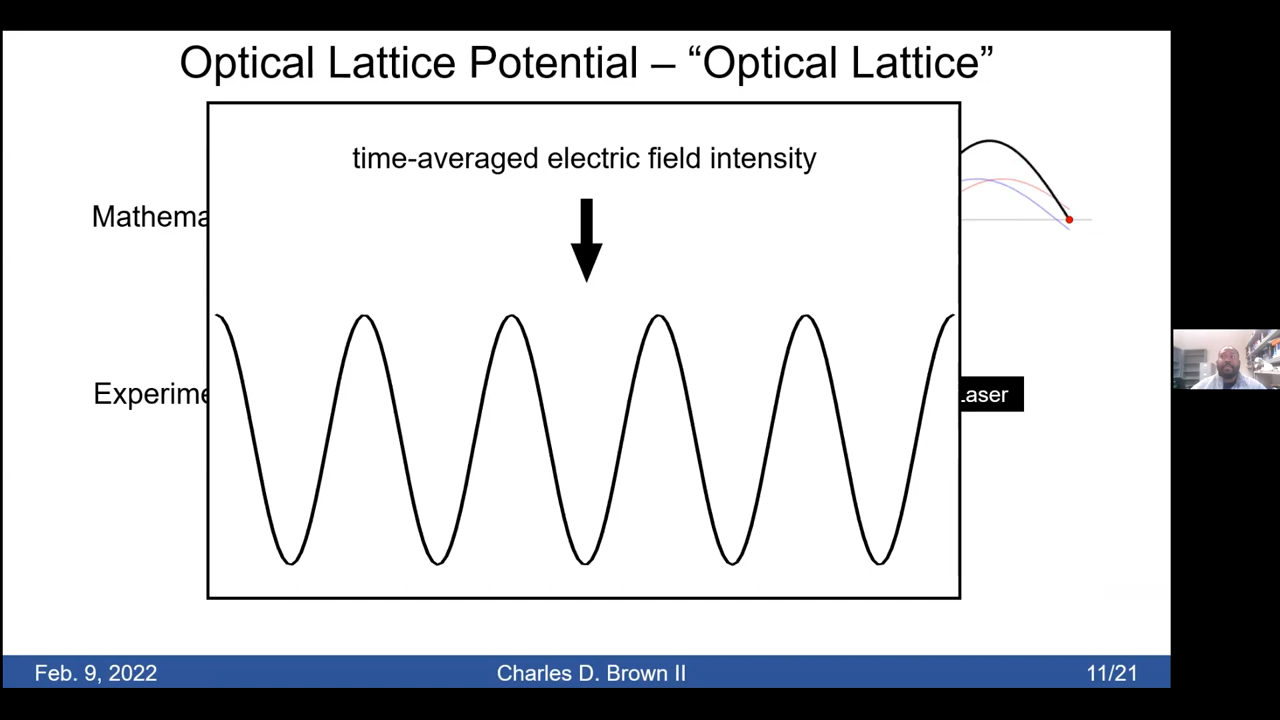 Optical Lattice Potential – “Optical Lattice”
time-averaged electric field intensity
Mathema
Experime
Laser
Feb. 9, 2022
Charles D. Brown II
11/21